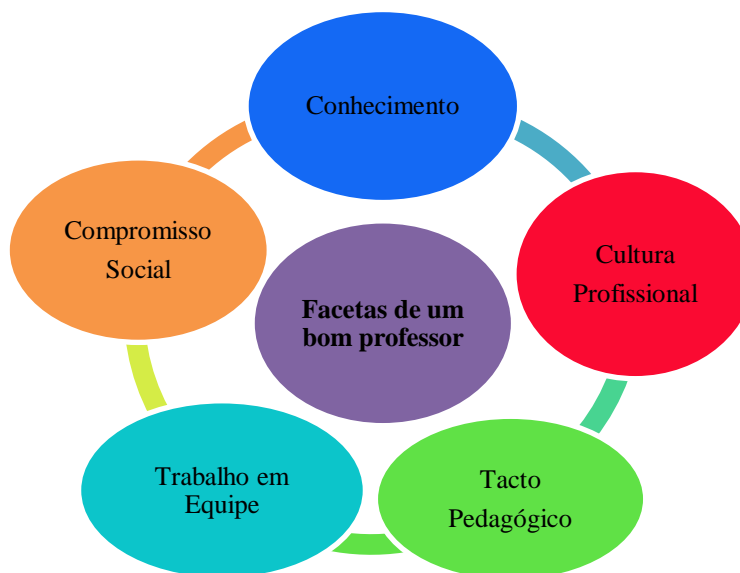 Conhecimento
Cultura
Profissional
Tacto
Pedagógico
Trabalho em
Equipe
Compromisso
Social
Facetas de um
bom professor